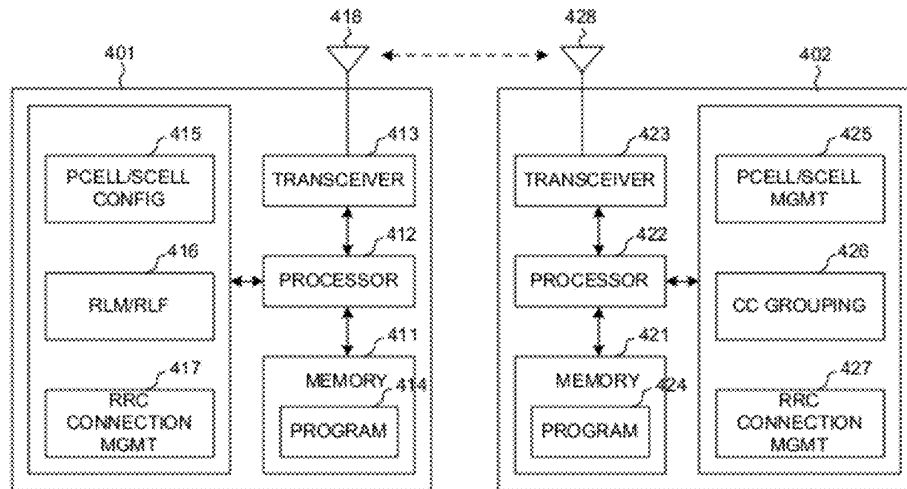 418
428
401
402
415
PCELL/SCELL
CONFIG
413
TRANSCEIVER
423
TRANSCEIVER
425
PCELL/SCELL
MGMT
416
RLM/RLF
412
PROCESSOR
422
PROCESSOR
426
CC GROUPING
417
RRC
CONNECTION
MGMT
411
MEMORY
414
PROGRAM
421
MEMORY
424
PROGRAM
427
RRC
CONNECTION
MGMT